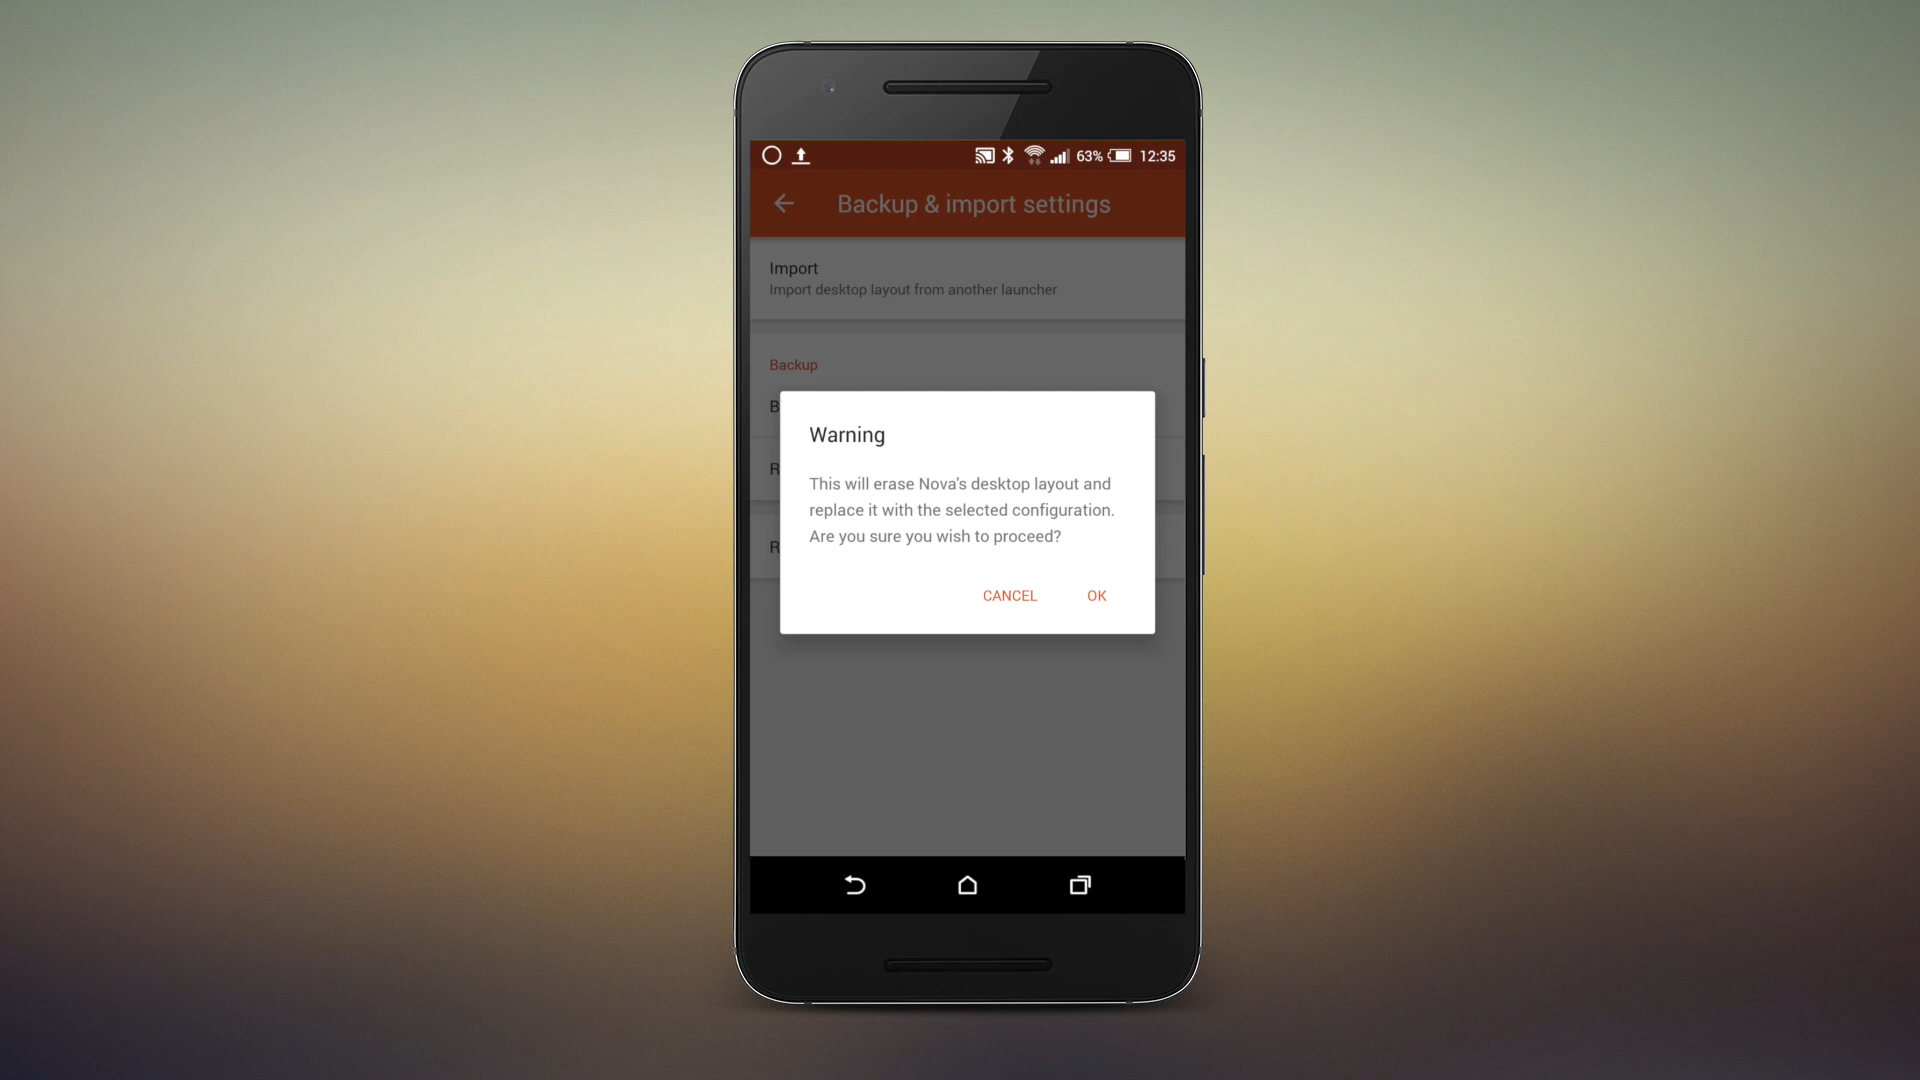 63% 12:35
Backup & import settings
Import
Import desktop layout from another launcher
Backup
Warning
This will erase Nova's desktop layout and
replace it with the selected configuration.
Are you sure you wish to proceed?
CANCEL OK